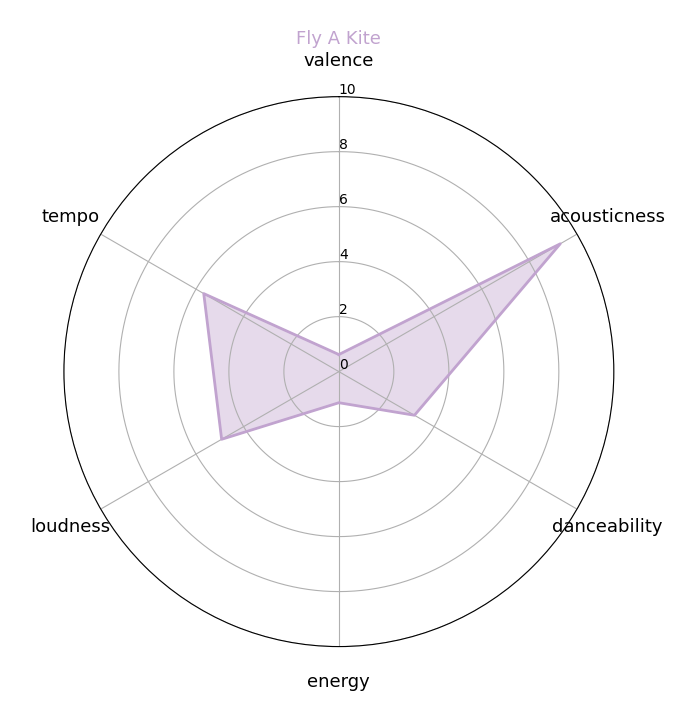 Fly A Kite
valence
10
8
6
4
2
0
tempo
acousticness
loudness
danceability
energy